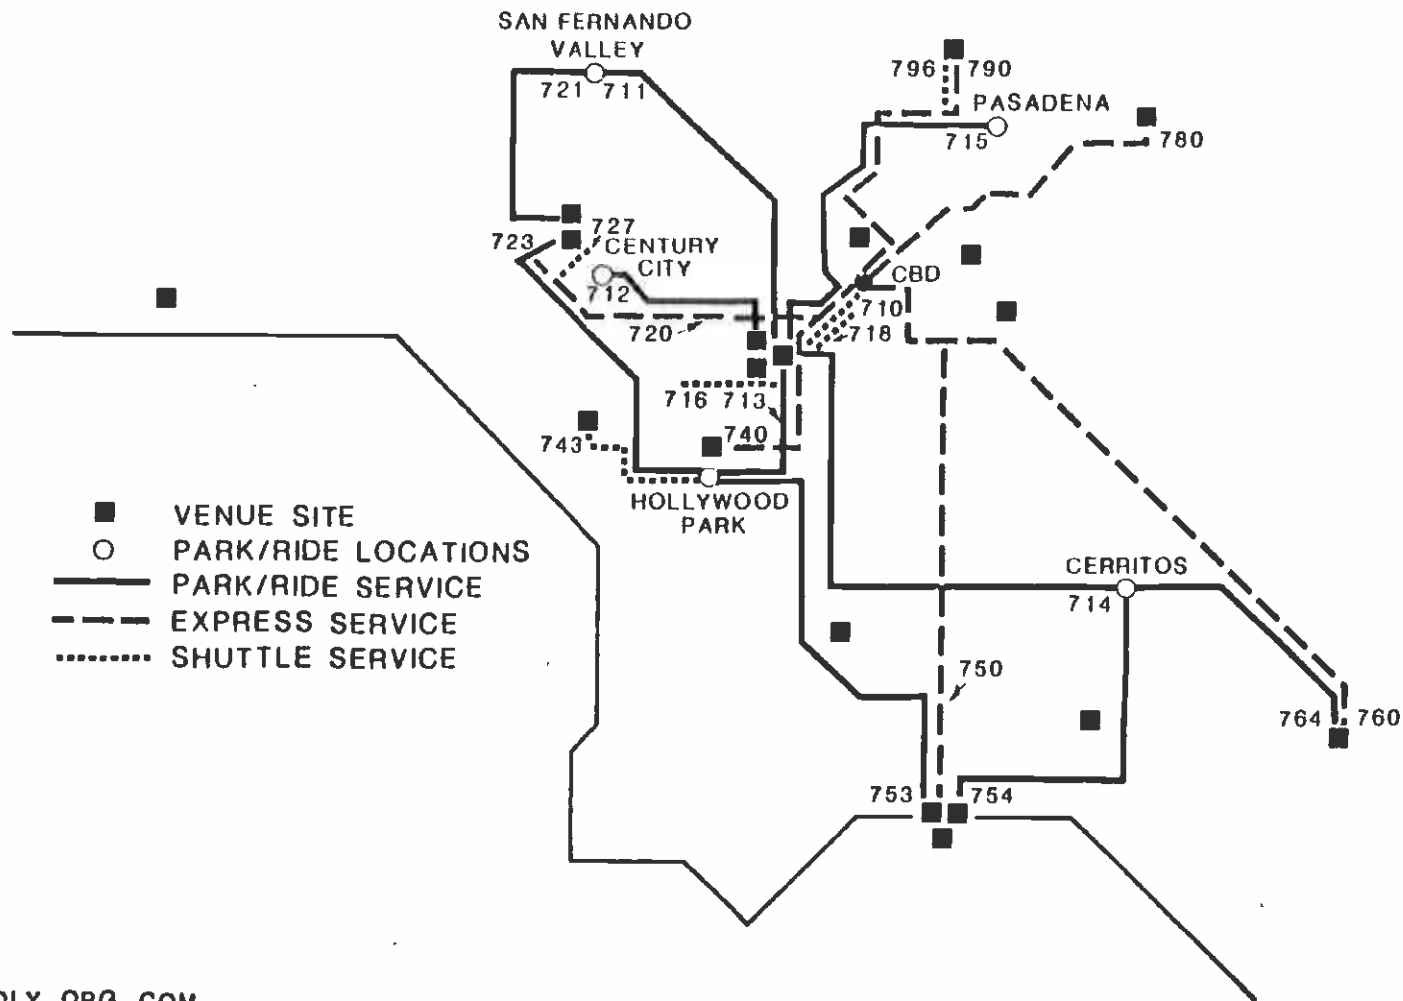 SAN FERNANDO
VALLEY
721 711
796 790
PASADENA
715
780
723
727
CENTURY
CITY
712
CBD
710
720
718
716 713
740
743
HOLLYWOOD
PARK
VENUE SITE
PARK/RIDE LOCATIONS
PARK/RIDE SERVICE
EXPRESS SERVICE
SHUTTLE SERVICE
CERRITOS
714
750
764 760
753 754